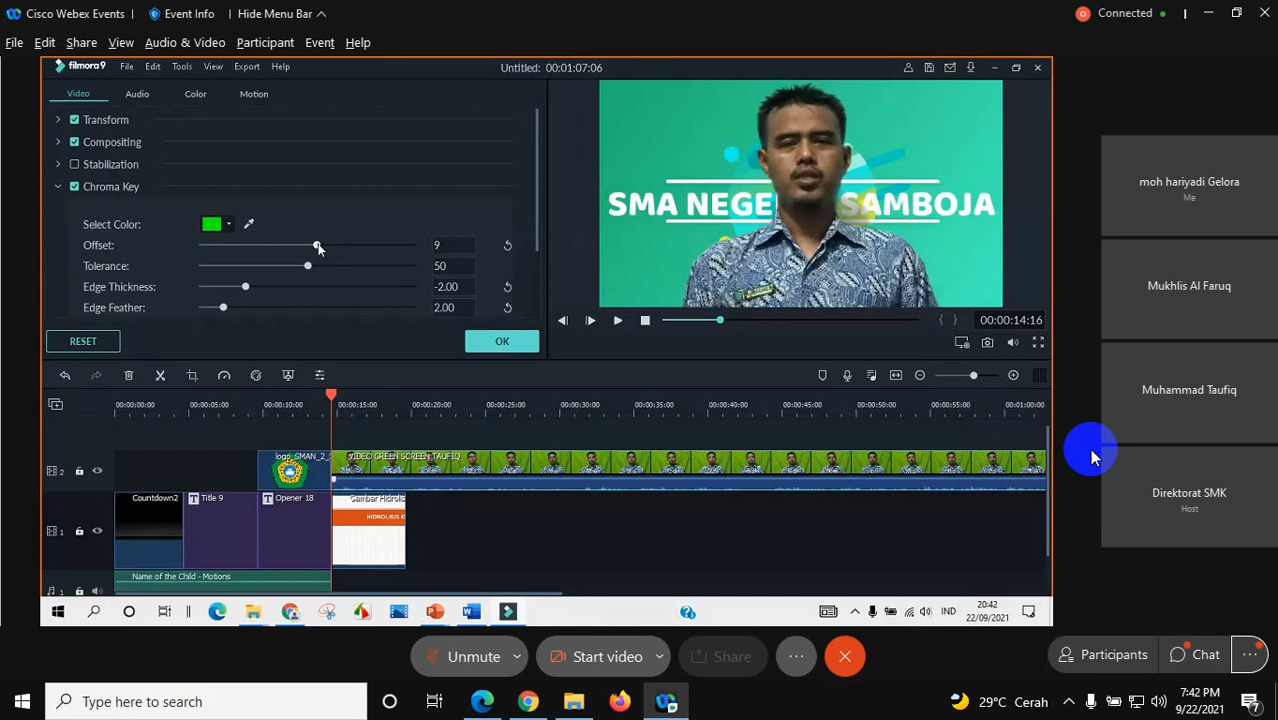 Cisco Webex Events
Event Info
Hide Menu Bar
Connected
File Edit Share View Audio & Video Participant Event Help
filmora9
File Edit Tools View Export Help
Untitled: 00:01:07:06
Video Audio Color Motion
Transform
Compositing
Stabilization
Chroma Key
Select Color:
Offset: 9
Tolerance: 50
Edge Thickness: -2.00
Edge Feather: 2.00
RESET
OK
SMA NEGE SAMBOJA
00:00:14:16
00:00:00:00 00:00:05:00 00:00:10:00 00:00:15:00 00:00:20:00 00:00:25:00 00:00:30:00 00:00:35:00 00:00:40:00 00:00:45:00 00:00:50:00 00:00:55:00 00:01:00:00
2
logo_SMAN_2_
VIDEO GREEN SCREEN TAUFIQ
1
Countdown2
T Title 9
T Opener 18
Gambar Hidrolis
HIDROLISIS G
1
Name of the Child - Motions
IND
20:42
22/09/2021
moh hariyadi Gelora
Me
Mukhlis Al Faruq
Muhammad Taufiq
Direktorat SMK
Host
Unmute
Start video
Share
Participants
Chat
Type here to search
29°C Cerah
7:42 PM
9/22/2021
7